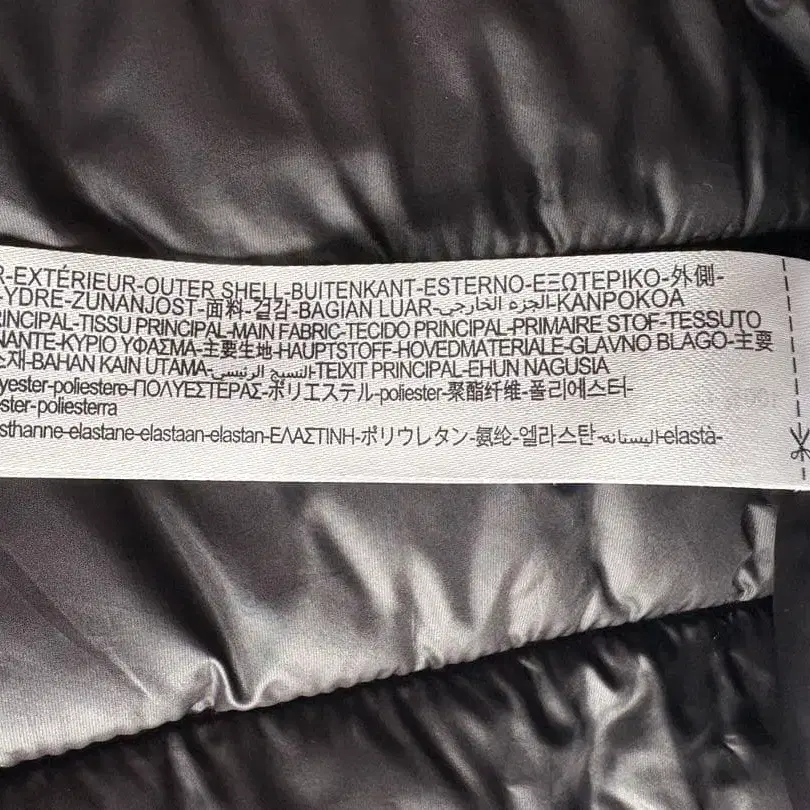 R-EXTÉRIEUR-OUTER SHELL-BUITENKANT-ESTERNO-ΕΞΩΤΕΡΙΚΟ-外側-
-YDRE-ZUNANJOST-面料-겉감-BAGIAN LUAR-الجزء الخارجي-KANPOKOA
RINCIPAL-TISSU PRINCIPAL-MAIN FABRIC-TECIDO PRINCIPAL-PRIMAIRE STOF-TESSUTO
NANTE-ΚΥΡΙΟ ΥΦΑΣΜΑ-主要生地-HAUPTSTOFF-HOVEDMATERIALE-GLAVNO BLAGO-主要
소재-BAHAN KAIN UTAMA-النسيج الرئيسي-TEIXIT PRINCIPAL-EHUN NAGUSIA
yester-poliestere-ΠΟΛΥΕΣΤΕΡΑΣ-ポリエステル-poliester-聚酯纤维-폴리에스터-
ster-poliesterra
sthanne-elastane-elastaan-elastan-ΕΛΑΣΤΙΝΗ-ポリウレタン-氨纶-엘라스탄-اليستانه-elastà-